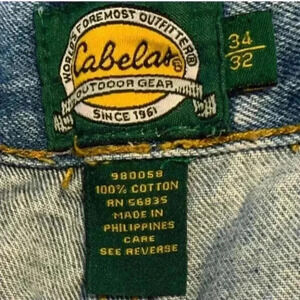 WORLD'S FOREMOST OUTFITTER®
Cabela's®
OUTDOOR GEAR
SINCE 1961
34
32
980058
100% COTTON
RN 56835
MADE IN
PHILIPPINES
CARE
SEE REVERSE